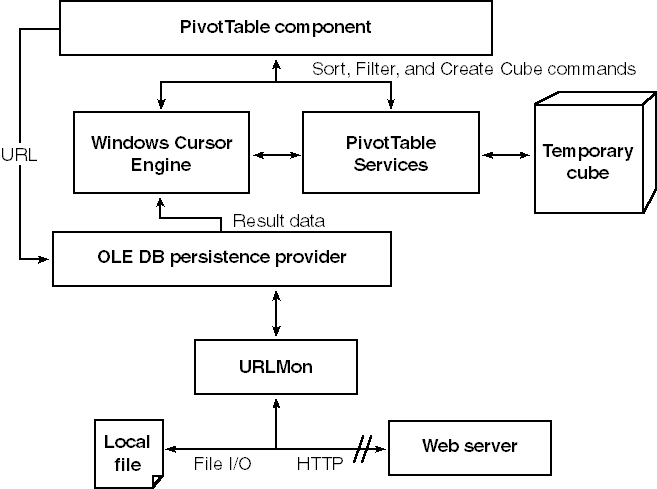 PivotTable component
Sort, Filter, and Create Cube commands
Windows Cursor
Engine
PivotTable
Services
Temporary
cube
URL
Result data
OLE DB persistence provider
URLMon
Local
file
File I/O
HTTP
Web server